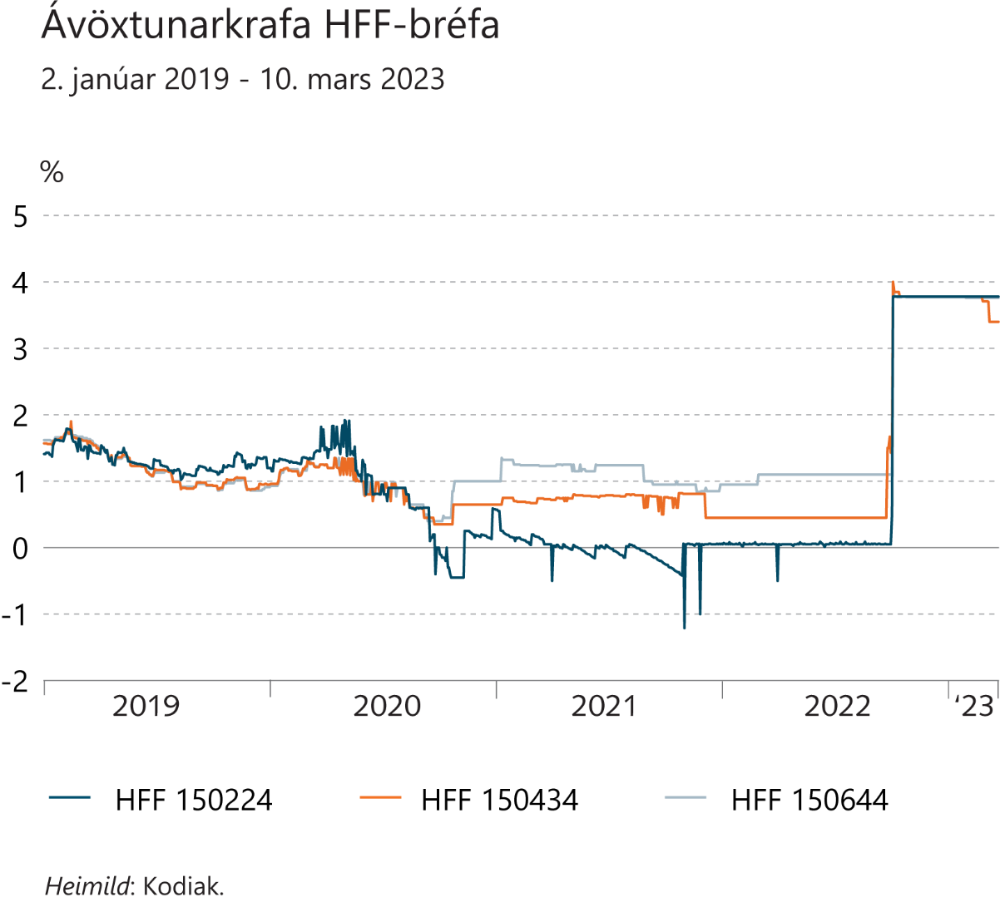 Ávöxtunarkrafa HFF-bréfa
2. janúar 2019 - 10. mars 2023
%
5
4
3
2
1
0
-1
-2
2019 2020 2021 2022 ‘23
HFF 150224 HFF 150434 HFF 150644
Heimild: Kodiak.